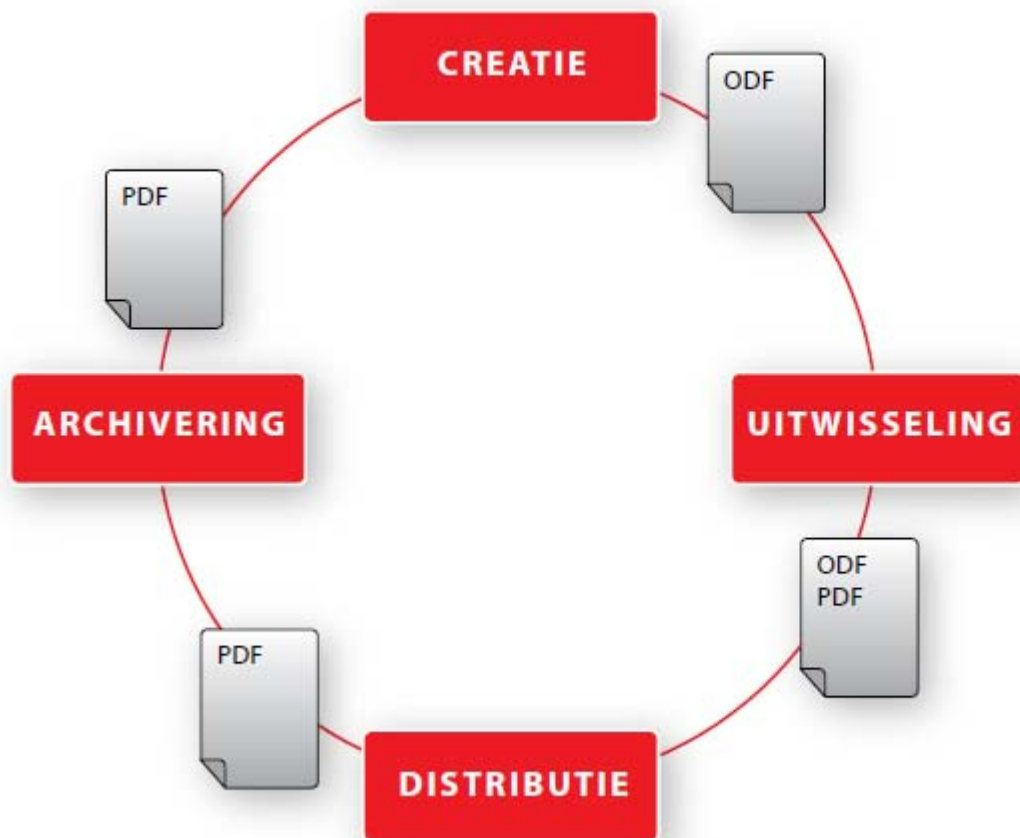 CREATIE
ODF
PDF
ARCHIVERING
UITWISSELING
ODF
PDF
PDF
DISTRIBUTIE